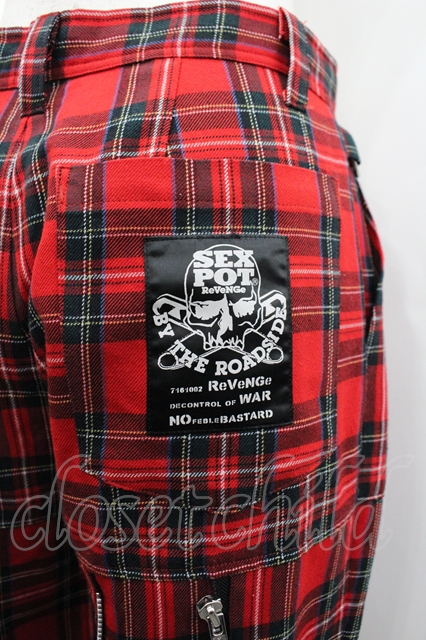 SEX
POT®
ReVeNGe
BY THE ROADSIDE
7161002 ReVeNGe
DECONTROL OF WAR
NO FEBLE BASTARD
closetchild